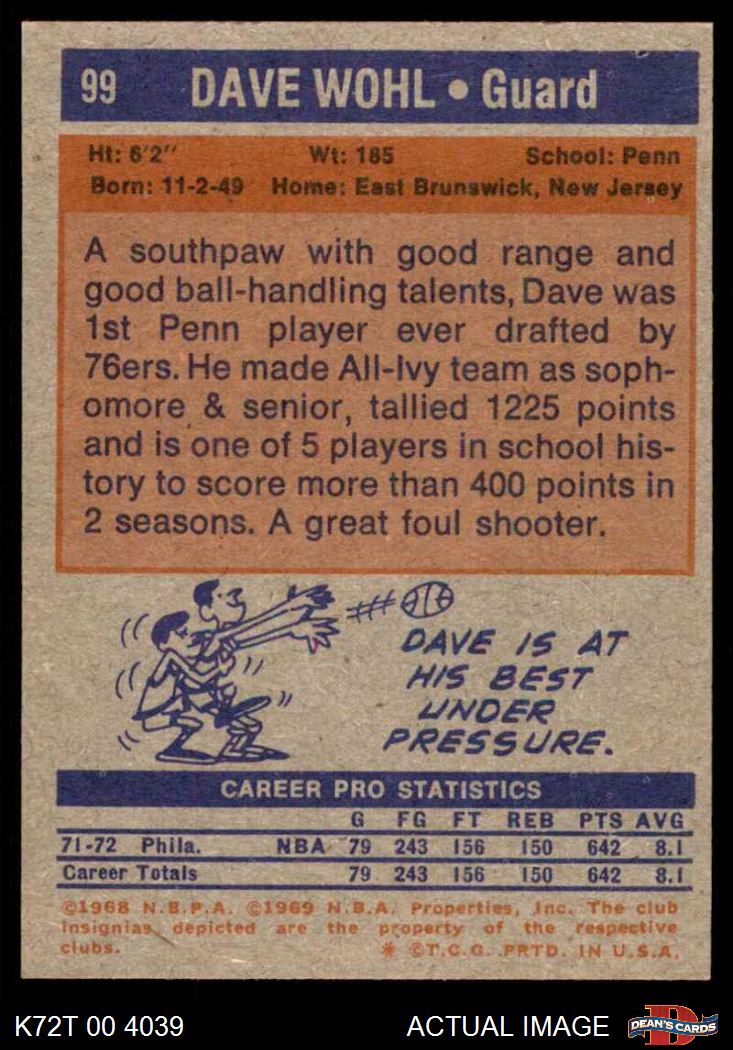 99 DAVE WOHL • Guard
Ht: 6'2" Wt: 185 School: Penn
Born: 11-2-49 Home: East Brunswick, New Jersey
A southpaw with good range and
good ball-handling talents, Dave was
1st Penn player ever drafted by
76ers. He made All-Ivy team as soph-
omore & senior, tallied 1225 points
and is one of 5 players in school his-
tory to score more than 400 points in
2 seasons. A great foul shooter.
DAVE IS AT
HIS BEST
UNDER
PRESSURE.
CAREER PRO STATISTICS
G FG FT REB PTS AVG
71-72 Phila. NBA 79 243 156 150 642 8.1
Career Totals 79 243 156 150 642 8.1
©1968 N.B.P.A. ©1969 N.B.A. Properties, Inc. The club
insignias depicted are the property of the respective
clubs. * ©T.C.G. PRTD. IN U.S.A.
K72T 00 4039 ACTUAL IMAGE D DEAN'S CARDS